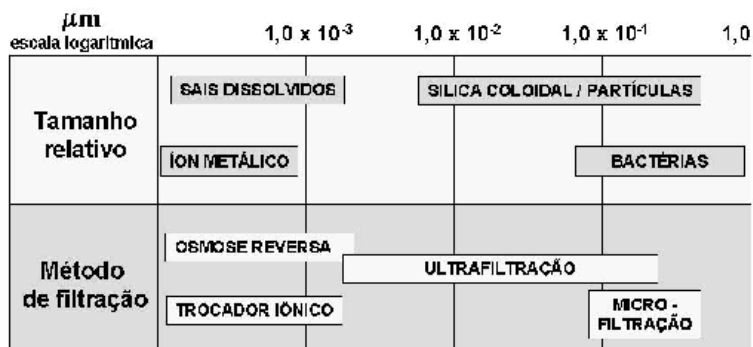 µm
escala logarítmica
1,0 x 10-3
1,0 x 10-2
1,0 x 10-1
1,0
Tamanho
relativo
SAIS DISSOLVIDOS
SILICA COLOIDAL / PARTÍCULAS
ÍON METÁLICO
BACTÉRIAS
Método
de filtração
OSMOSE REVERSA
ULTRAFILTRAÇÃO
TROCADOR IÔNICO
MICRO -
FILTRAÇÃO